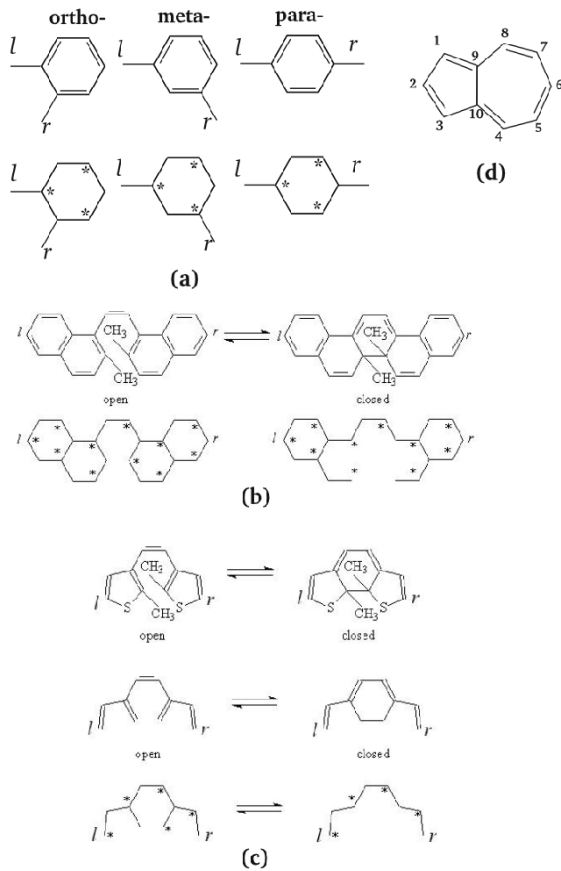 ortho- meta- para-
l r l r l r
l r l r l r
* * * * * * * * *
(a)
1 2 3 4 5 6 7 8 9 10
(d)
l CH3 CH3 r l CH3 CH3 r
open closed
l * * * * * * * * * * r l * * * * * * * * * * r
(b)
l CH3 S S CH3 r l CH3 S CH3 S r
open closed
l r l r
open closed
l * * * * * r l * * * * r
(c)